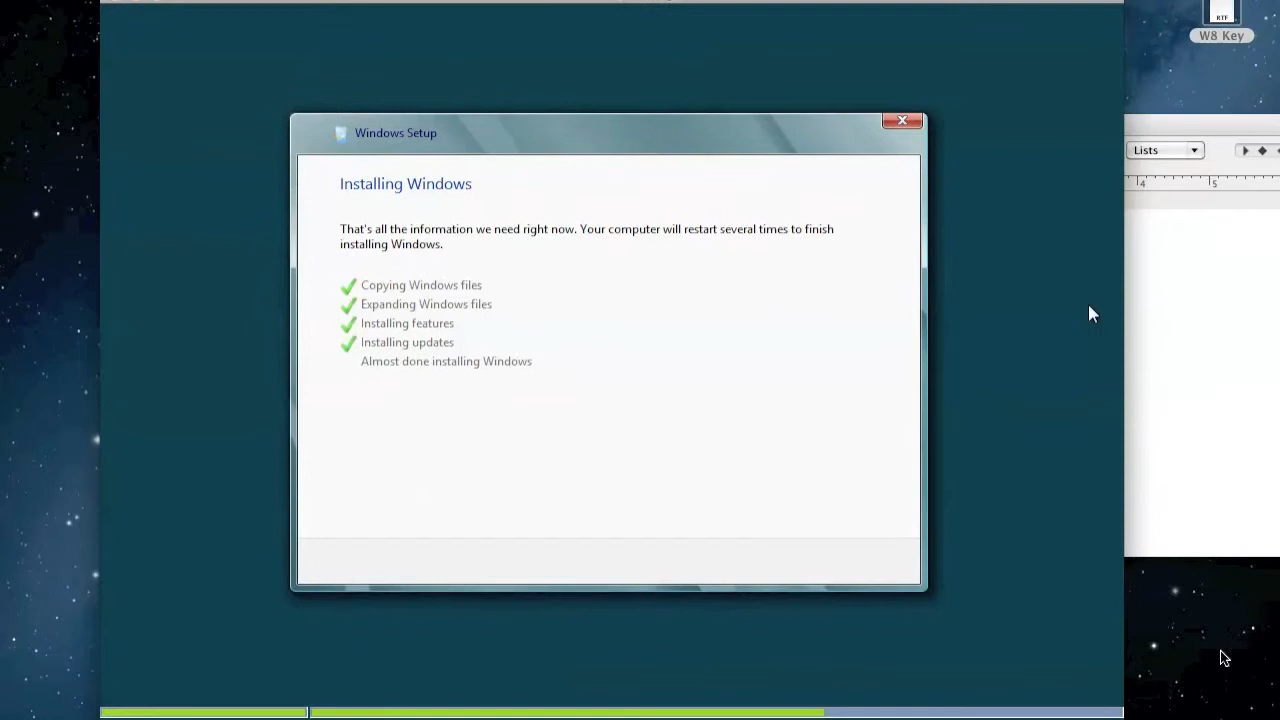 RTF
W8 Key
Windows Setup
Lists
4
5
Installing Windows
That's all the information we need right now. Your computer will restart several times to finish
installing Windows.
Copying Windows files
Expanding Windows files
Installing features
Installing updates
Almost done installing Windows